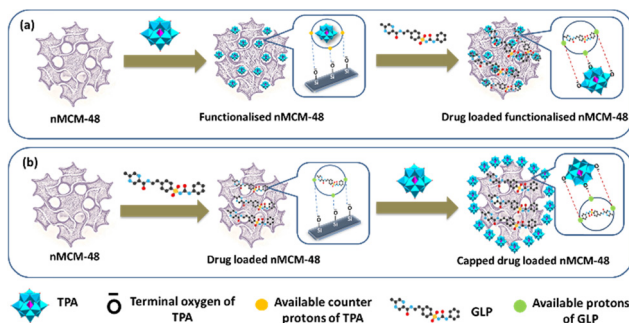 (a)
nMCM-48
Functionalised nMCM-48
Drug loaded functionalised nMCM-48
(b)
nMCM-48
Drug loaded nMCM-48
Capped drug loaded nMCM-48
TPA
Ō
Terminal oxygen of
TPA
Available counter
protons of TPA
GLP
Available protons
of GLP